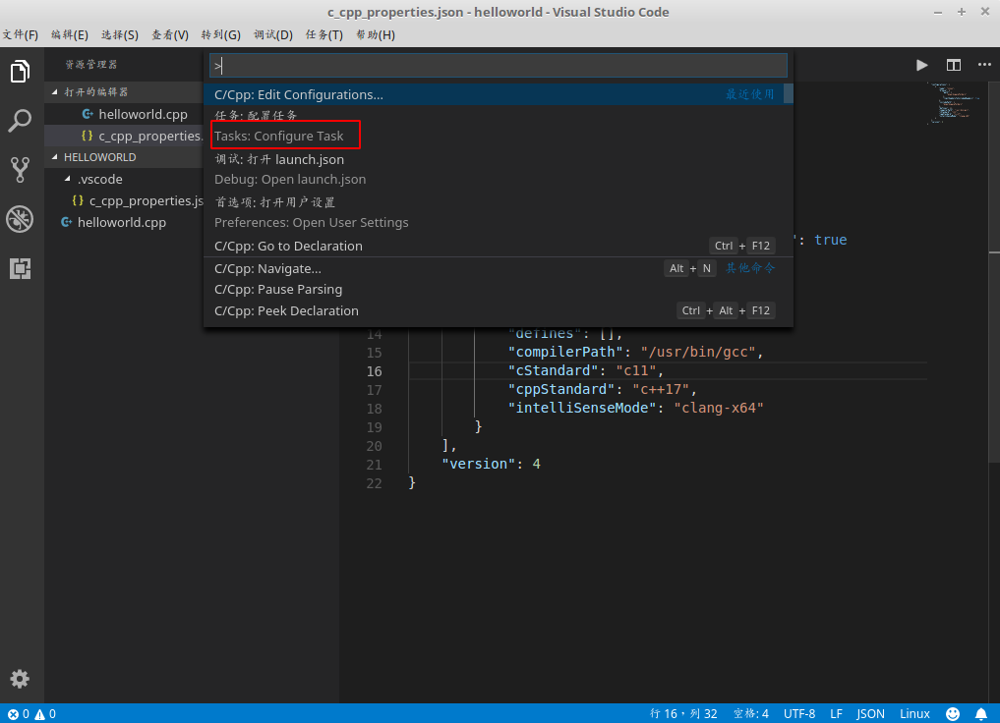 c_cpp_properties.json - helloworld - Visual Studio Code
文件(F) 编辑(E) 选择(S) 查看(V) 转到(G) 调试(D) 任务(T) 帮助(H)
资源管理器
打开的编辑器
helloworld.cpp
c_cpp_properties.
HELLOWORLD
.vscode
c_cpp_properties.js
helloworld.cpp
>
C/Cpp: Edit Configurations... 最近使用
任务: 配置任务
Tasks: Configure Task
调试: 打开 launch.json
Debug: Open launch.json
首选项: 打开用户设置
Preferences: Open User Settings
C/Cpp: Go to Declaration Ctrl + F12
C/Cpp: Navigate... Alt + N 其他命令
C/Cpp: Pause Parsing
C/Cpp: Peek Declaration Ctrl + Alt + F12
": true
14 "defines": [],
15 "compilerPath": "/usr/bin/gcc",
16 "cStandard": "c11",
17 "cppStandard": "c++17",
18 "intelliSenseMode": "clang-x64"
19 }
20 ],
21 "version": 4
22 }
0 0 行 16，列 32 空格: 4 UTF-8 LF JSON Linux